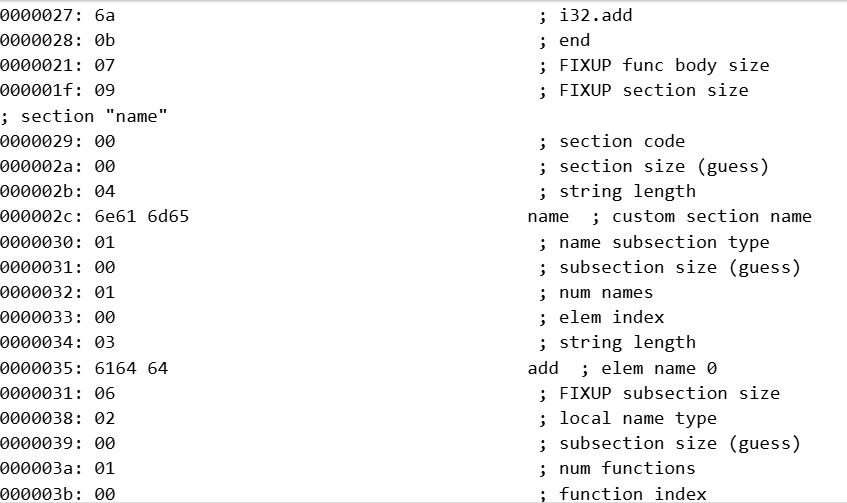 0000027: 6a ; i32.add
0000028: 0b ; end
0000021: 07 ; FIXUP func body size
000001f: 09 ; FIXUP section size
; section "name"
0000029: 00 ; section code
000002a: 00 ; section size (guess)
000002b: 04 ; string length
000002c: 6e61 6d65 name ; custom section name
0000030: 01 ; name subsection type
0000031: 00 ; subsection size (guess)
0000032: 01 ; num names
0000033: 00 ; elem index
0000034: 03 ; string length
0000035: 6164 64 add ; elem name 0
0000031: 06 ; FIXUP subsection size
0000038: 02 ; local name type
0000039: 00 ; subsection size (guess)
000003a: 01 ; num functions
000003b: 00 ; function index